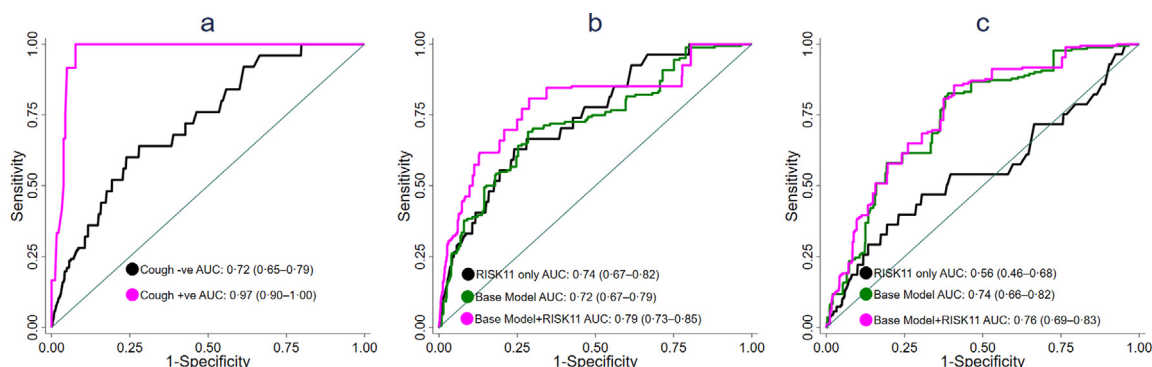 a
b
c
Sensitivity
1.00
0.75
0.50
0.25
0.00
Cough -ve AUC: 0·72 (0·65–0·79)
Cough +ve AUC: 0·97 (0·90–1·00)
0.00
0.25
0.50
0.75
1.00
1-Specificity
Sensitivity
1.00
0.75
0.50
0.25
0.00
RISK11 only AUC: 0·74 (0·67–0·82)
Base Model AUC: 0·72 (0·67–0·79)
Base Model+RISK11 AUC: 0·79 (0·73–0·85)
0.00
0.25
0.50
0.75
1.00
1-Specificity
Sensitivity
1.00
0.75
0.50
0.25
0.00
RISK11 only AUC: 0·56 (0·46–0·68)
Base Model AUC: 0·74 (0·66–0·82)
Base Model+RISK11 AUC: 0·76 (0·69–0·83)
0.00
0.25
0.50
0.75
1.00
1-Specificity